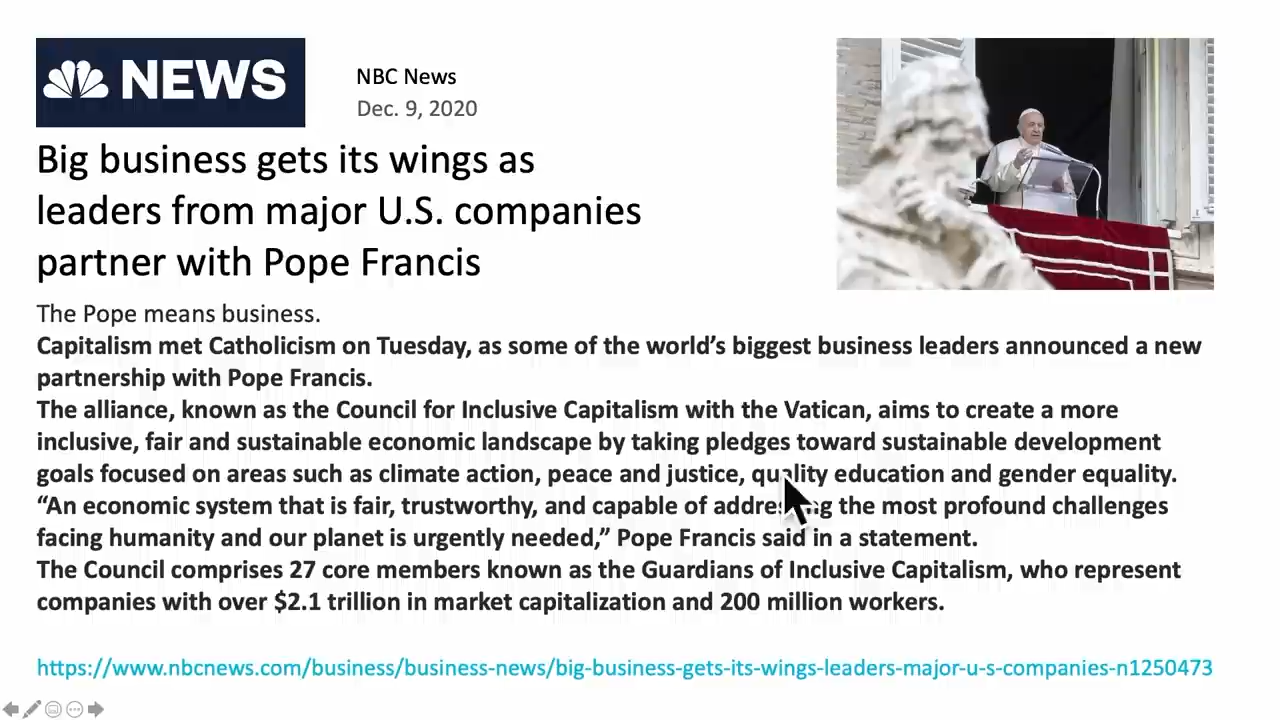 NEWS
NBC News
Dec. 9, 2020
Big business gets its wings as
leaders from major U.S. companies
partner with Pope Francis
The Pope means business.
Capitalism met Catholicism on Tuesday, as some of the world’s biggest business leaders announced a new
partnership with Pope Francis.
The alliance, known as the Council for Inclusive Capitalism with the Vatican, aims to create a more
inclusive, fair and sustainable economic landscape by taking pledges toward sustainable development
goals focused on areas such as climate action, peace and justice, quality education and gender equality.
“An economic system that is fair, trustworthy, and capable of addressing the most profound challenges
facing humanity and our planet is urgently needed,” Pope Francis said in a statement.
The Council comprises 27 core members known as the Guardians of Inclusive Capitalism, who represent
companies with over $2.1 trillion in market capitalization and 200 million workers.
https://www.nbcnews.com/business/business-news/big-business-gets-its-wings-leaders-major-u-s-companies-n1250473